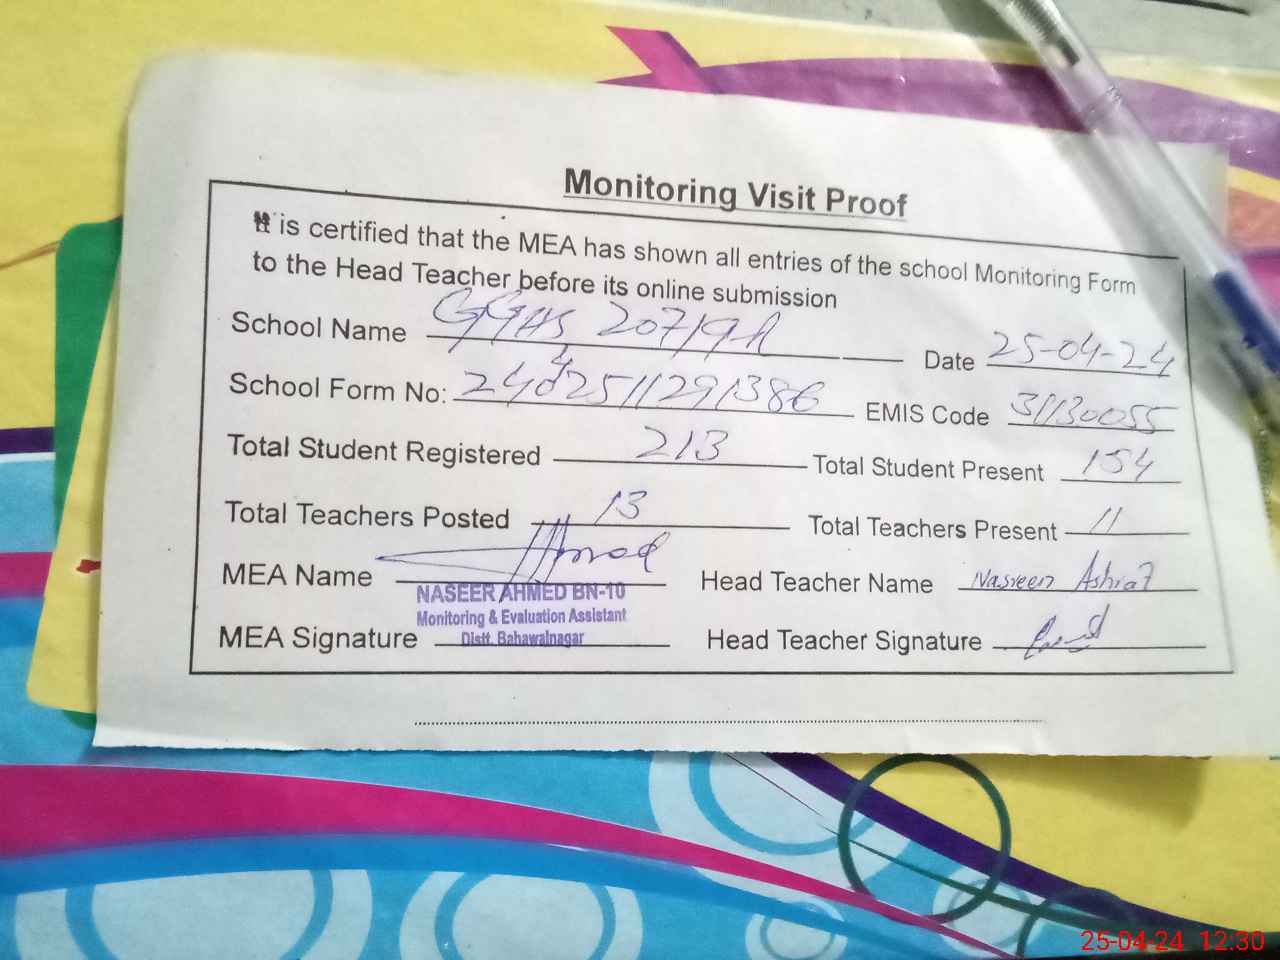 Monitoring Visit Proof
It is certified that the MEA has shown all entries of the school Monitoring Form
to the Head Teacher before its online submission
School Name GGHS 207/9-R Date 25-04-24
School Form No: 24042511291386 EMIS Code 31130055
Total Student Registered 213 Total Student Present 154
Total Teachers Posted 13 Total Teachers Present 11
MEA Name Head Teacher Name Nasreen Ashraf
NASEER AHMED BN-10
Monitoring & Evaluation Assistant
Distt. Bahawalnagar
MEA Signature Head Teacher Signature
25-04-24 12:30